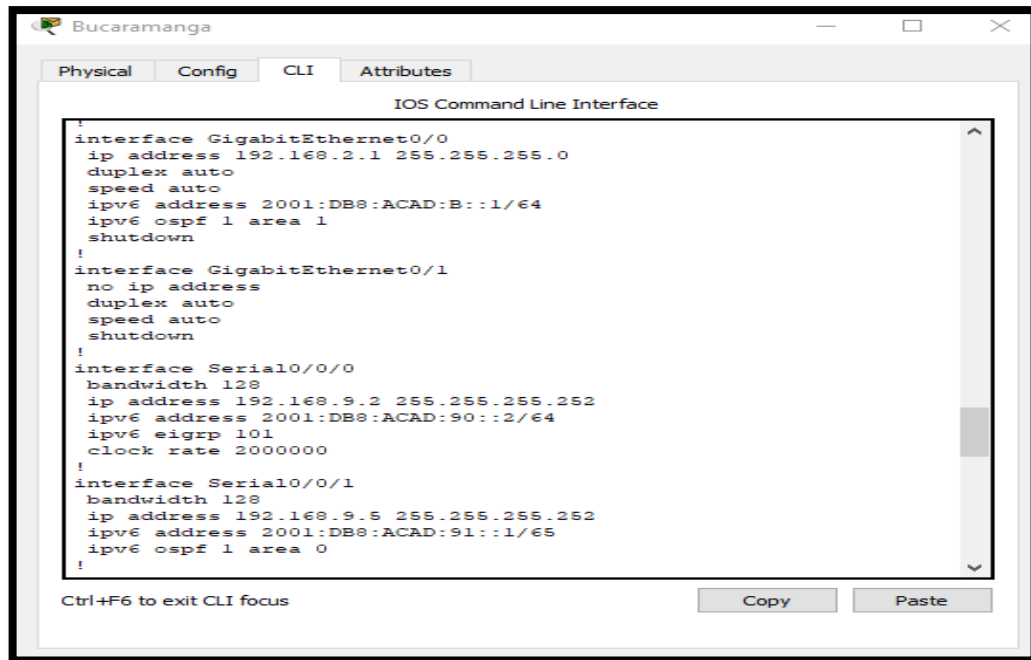 Bucaramanga
Physical Config CLI Attributes
IOS Command Line Interface
!
interface GigabitEthernet0/0
ip address 192.168.2.1 255.255.255.0
duplex auto
speed auto
ipv6 address 2001:DB8:ACAD:B::1/64
ipv6 ospf 1 area 1
shutdown
!
interface GigabitEthernet0/1
no ip address
duplex auto
speed auto
shutdown
!
interface Serial0/0/0
bandwidth 128
ip address 192.168.9.2 255.255.255.252
ipv6 address 2001:DB8:ACAD:90::2/64
ipv6 eigrp 101
clock rate 2000000
!
interface Serial0/0/1
bandwidth 128
ip address 192.168.9.5 255.255.255.252
ipv6 address 2001:DB8:ACAD:91::1/65
ipv6 ospf 1 area 0
!
Ctrl+F6 to exit CLI focus
Copy Paste